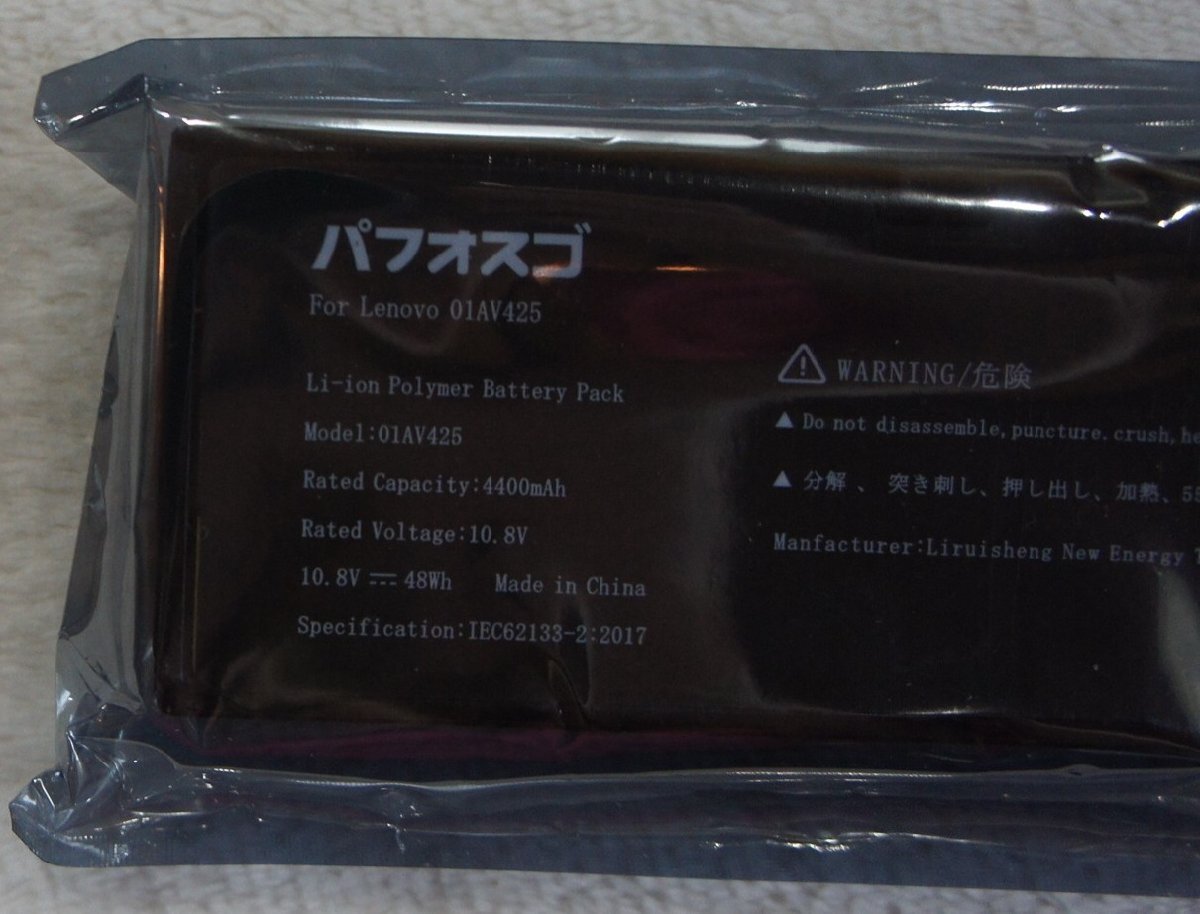 パフオスゴ
For Lenovo 01AV425
Li-ion Polymer Battery Pack
Model:01AV425
Rated Capacity:4400mAh
Rated Voltage:10.8V
10.8V ⎓ 48Wh Made in China
Specification:IEC62133-2:2017
⚠ WARNING/危険
▲ Do not disassemble,puncture.crush,
▲ 分解 、 突き刺し、押し出し、加熱、
Manfacturer:Liruisheng New Energy